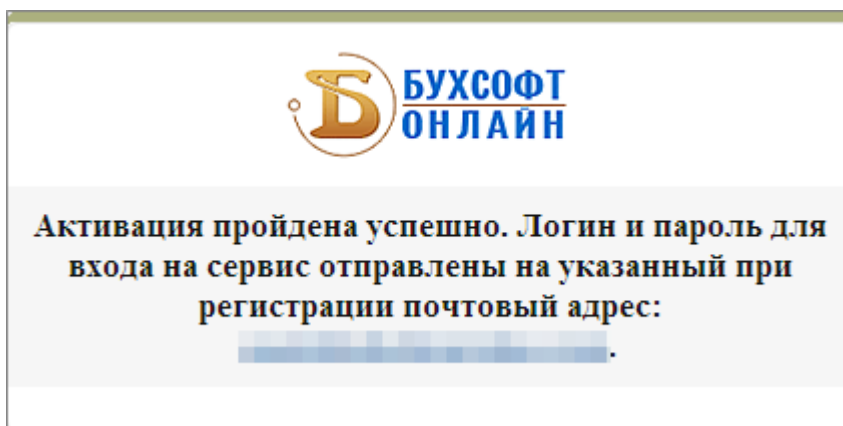 БУХСОФТ
ОНЛАЙН
Активация пройдена успешно. Логин и пароль для
входа на сервис отправлены на указанный при
регистрации почтовый адрес:
.